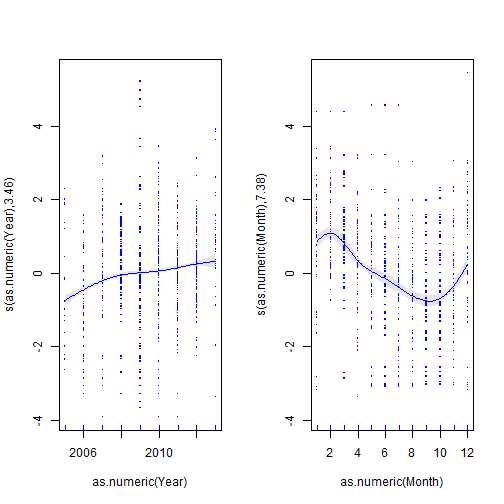 s(as.numeric(Year),3.46)
4
2
0
-2
-4
2006 2010
as.numeric(Year)
s(as.numeric(Month),7.38)
4
2
0
-2
-4
2 4 6 8 10 12
as.numeric(Month)